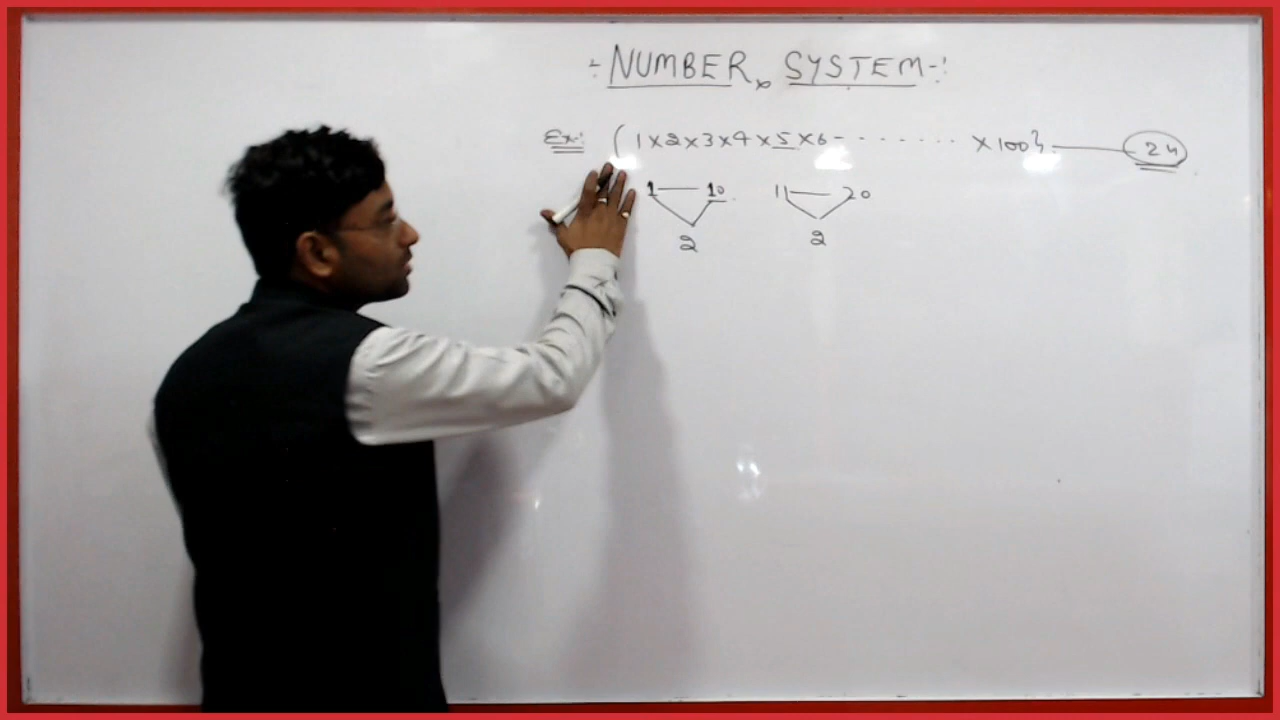 :- NUMBER SYSTEM -:
Ex: (1×2×3×4×5×6- ....... ×100} — 24
1 — 10 11 — 20
2 2